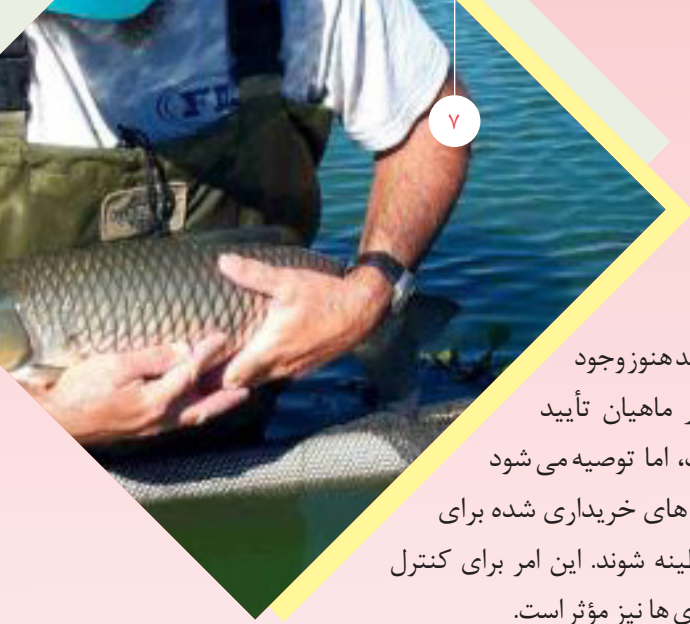 ۷
هنوز وجود
ماهیان تأیید
اما توصیه می شود
های خریداری شده برای
شوند. این امر برای کنترل
ها نیز مؤثر است.